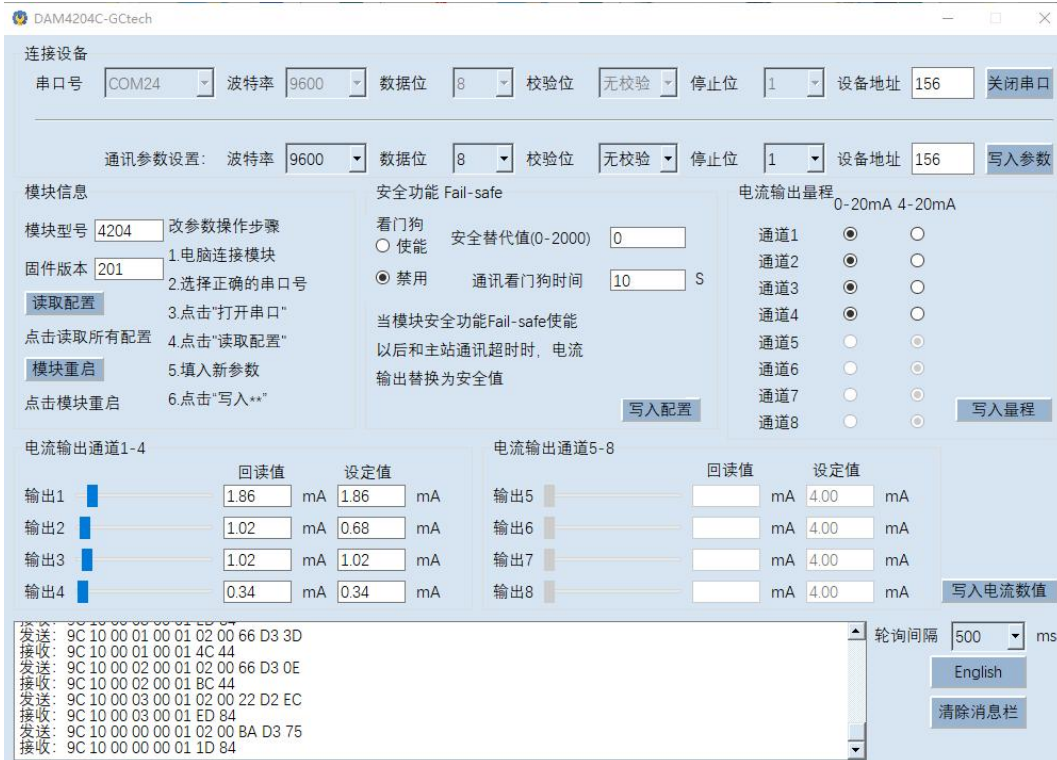 DAM4204C-GCtech
连接设备
串口号 COM24 波特率 9600 数据位 8 校验位 无校验 停止位 1 设备地址 156 关闭串口
通讯参数设置: 波特率 9600 数据位 8 校验位 无校验 停止位 1 设备地址 156 写入参数
模块信息
模块型号 4204
固件版本 201
读取配置
点击读取所有配置
模块重启
点击模块重启
改参数操作步骤
1.电脑连接模块
2.选择正确的串口号
3.点击"打开串口"
4.点击"读取配置"
5.填入新参数
6.点击"写入**"
安全功能 Fail-safe
看门狗
使能
禁用
安全替代值(0-2000) 0
通讯看门狗时间 10 S
当模块安全功能Fail-safe使能
以后和主站通讯超时时, 电流
输出替换为安全值
写入配置
电流输出量程
0-20mA 4-20mA
通道1
通道2
通道3
通道4
通道5
通道6
通道7
通道8
写入量程
电流输出通道1-4
回读值 设定值
输出1 1.86 mA 1.86 mA
输出2 1.02 mA 0.68 mA
输出3 1.02 mA 1.02 mA
输出4 0.34 mA 0.34 mA
电流输出通道5-8
回读值 设定值
输出5 mA 4.00 mA
输出6 mA 4.00 mA
输出7 mA 4.00 mA
输出8 mA 4.00 mA
写入电流数值
发送: 9C 10 00 01 00 01 02 00 66 D3 3D
接收: 9C 10 00 01 00 01 4C 44
发送: 9C 10 00 02 00 01 02 00 66 D3 0E
接收: 9C 10 00 02 00 01 BC 44
发送: 9C 10 00 03 00 01 02 00 22 D2 EC
接收: 9C 10 00 03 00 01 ED 84
发送: 9C 10 00 00 00 01 02 00 BA D3 75
接收: 9C 10 00 00 00 01 1D 84
轮询间隔 500 ms
English
清除消息栏